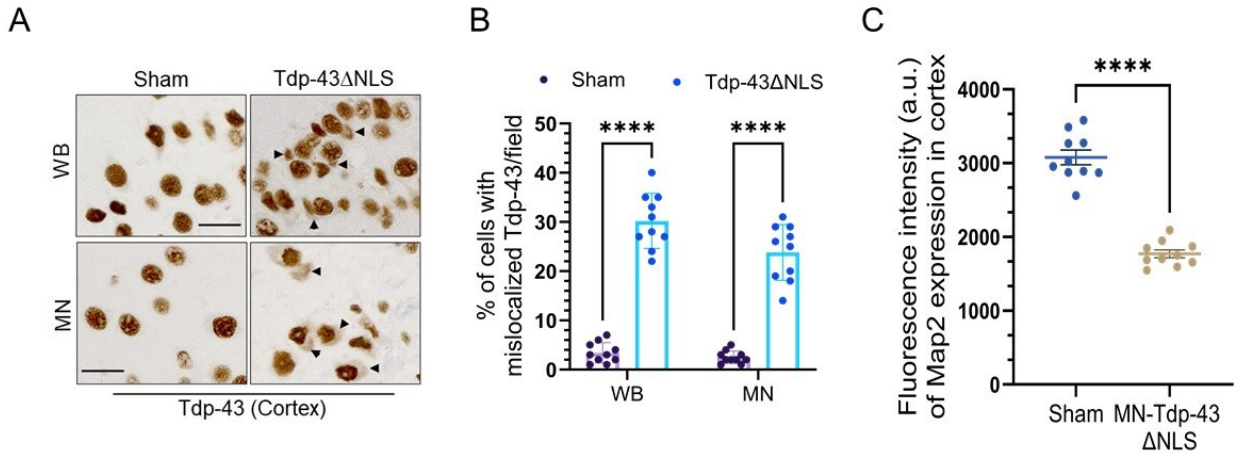 A
Sham
Tdp-43ΔNLS
WB
MN
Tdp-43 (Cortex)
B
Sham
Tdp-43ΔNLS
% of cells with
mislocalized Tdp-43/field
50
40
30
20
10
0
****
****
WB
MN
C
Fluorescence intensity (a.u.)
of Map2 expression in cortex
4000
3000
2000
1000
0
****
Sham
MN-Tdp-43
ΔNLS